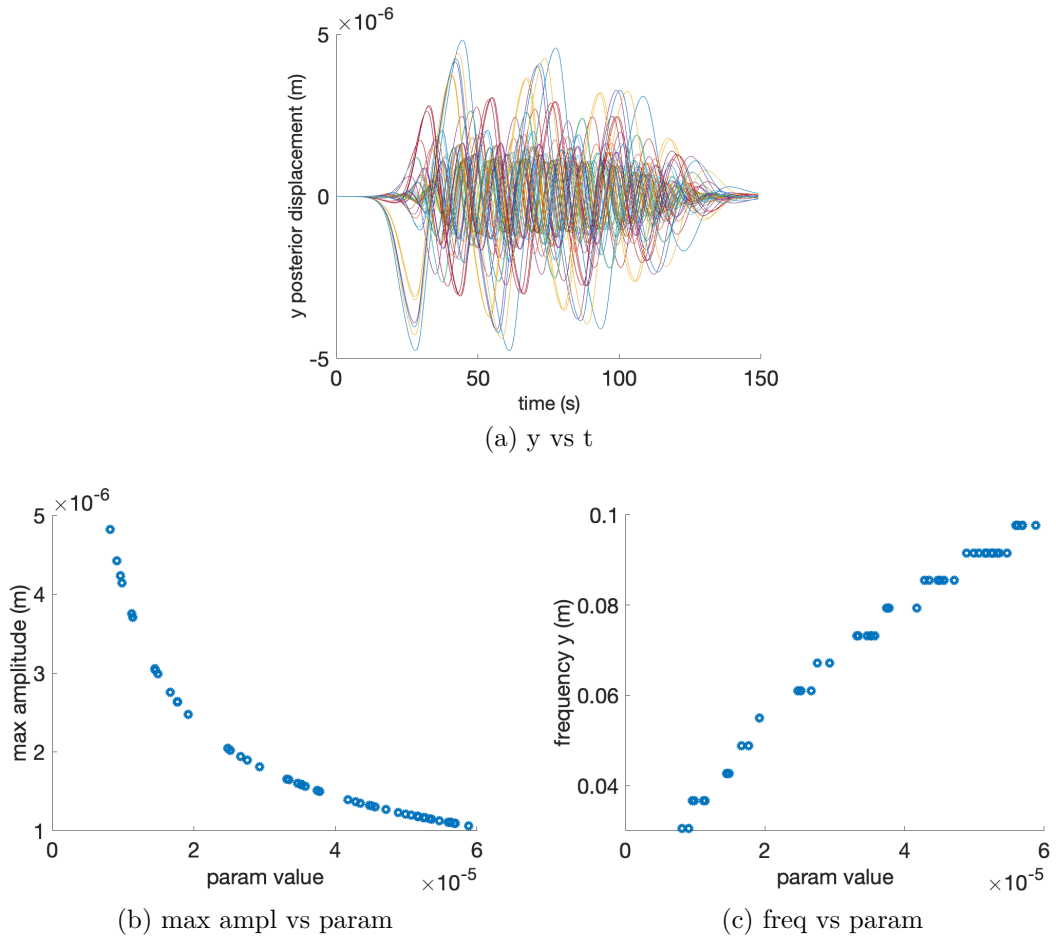 ×10⁻⁶
5
0
-5
y posterior displacement (m)
0 50 100 150
time (s)
(a) y vs t
×10⁻⁶
5
4
3
2
1
max amplitude (m)
0 2 4 6
param value
×10⁻⁵
(b) max ampl vs param
0.1
0.08
0.06
0.04
frequency y (m)
0 2 4 6
param value
×10⁻⁵
(c) freq vs param